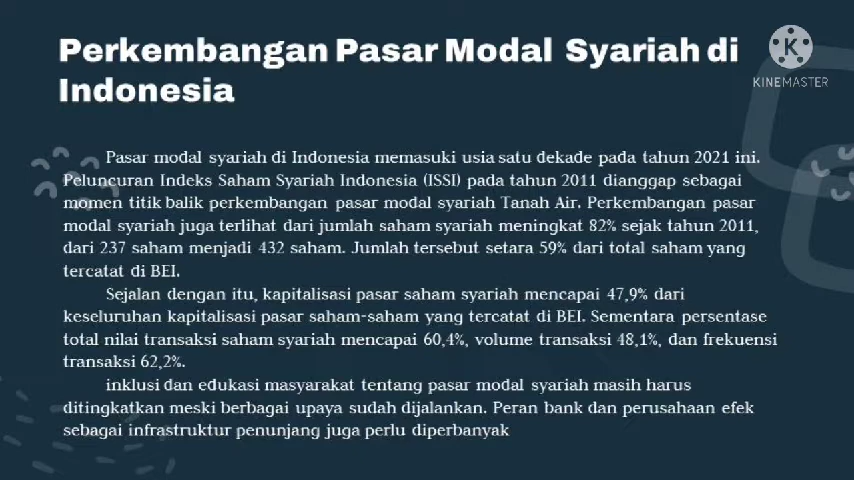 Perkembangan Pasar Modal Syariah di
Indonesia
K
KINEMASTER
Pasar modal syariah di Indonesia memasuki usia satu dekade pada tahun 2021 ini.
Peluncuran Indeks Saham Syariah Indonesia (ISSI) pada tahun 2011 dianggap sebagai
momen titik balik perkembangan pasar modal syariah Tanah Air. Perkembangan pasar
modal syariah juga terlihat dari jumlah saham syariah meningkat 82% sejak tahun 2011,
dari 237 saham menjadi 432 saham. Jumlah tersebut setara 59% dari total saham yang
tercatat di BEI.
Sejalan dengan itu, kapitalisasi pasar saham syariah mencapai 47,9% dari
keseluruhan kapitalisasi pasar saham-saham yang tercatat di BEI. Sementara persentase
total nilai transaksi saham syariah mencapai 60,4%, volume transaksi 48,1%, dan frekuensi
transaksi 62,2%.
inklusi dan edukasi masyarakat tentang pasar modal syariah masih harus
ditingkatkan meski berbagai upaya sudah dijalankan. Peran bank dan perusahaan efek
sebagai infrastruktur penunjang juga perlu diperbanyak